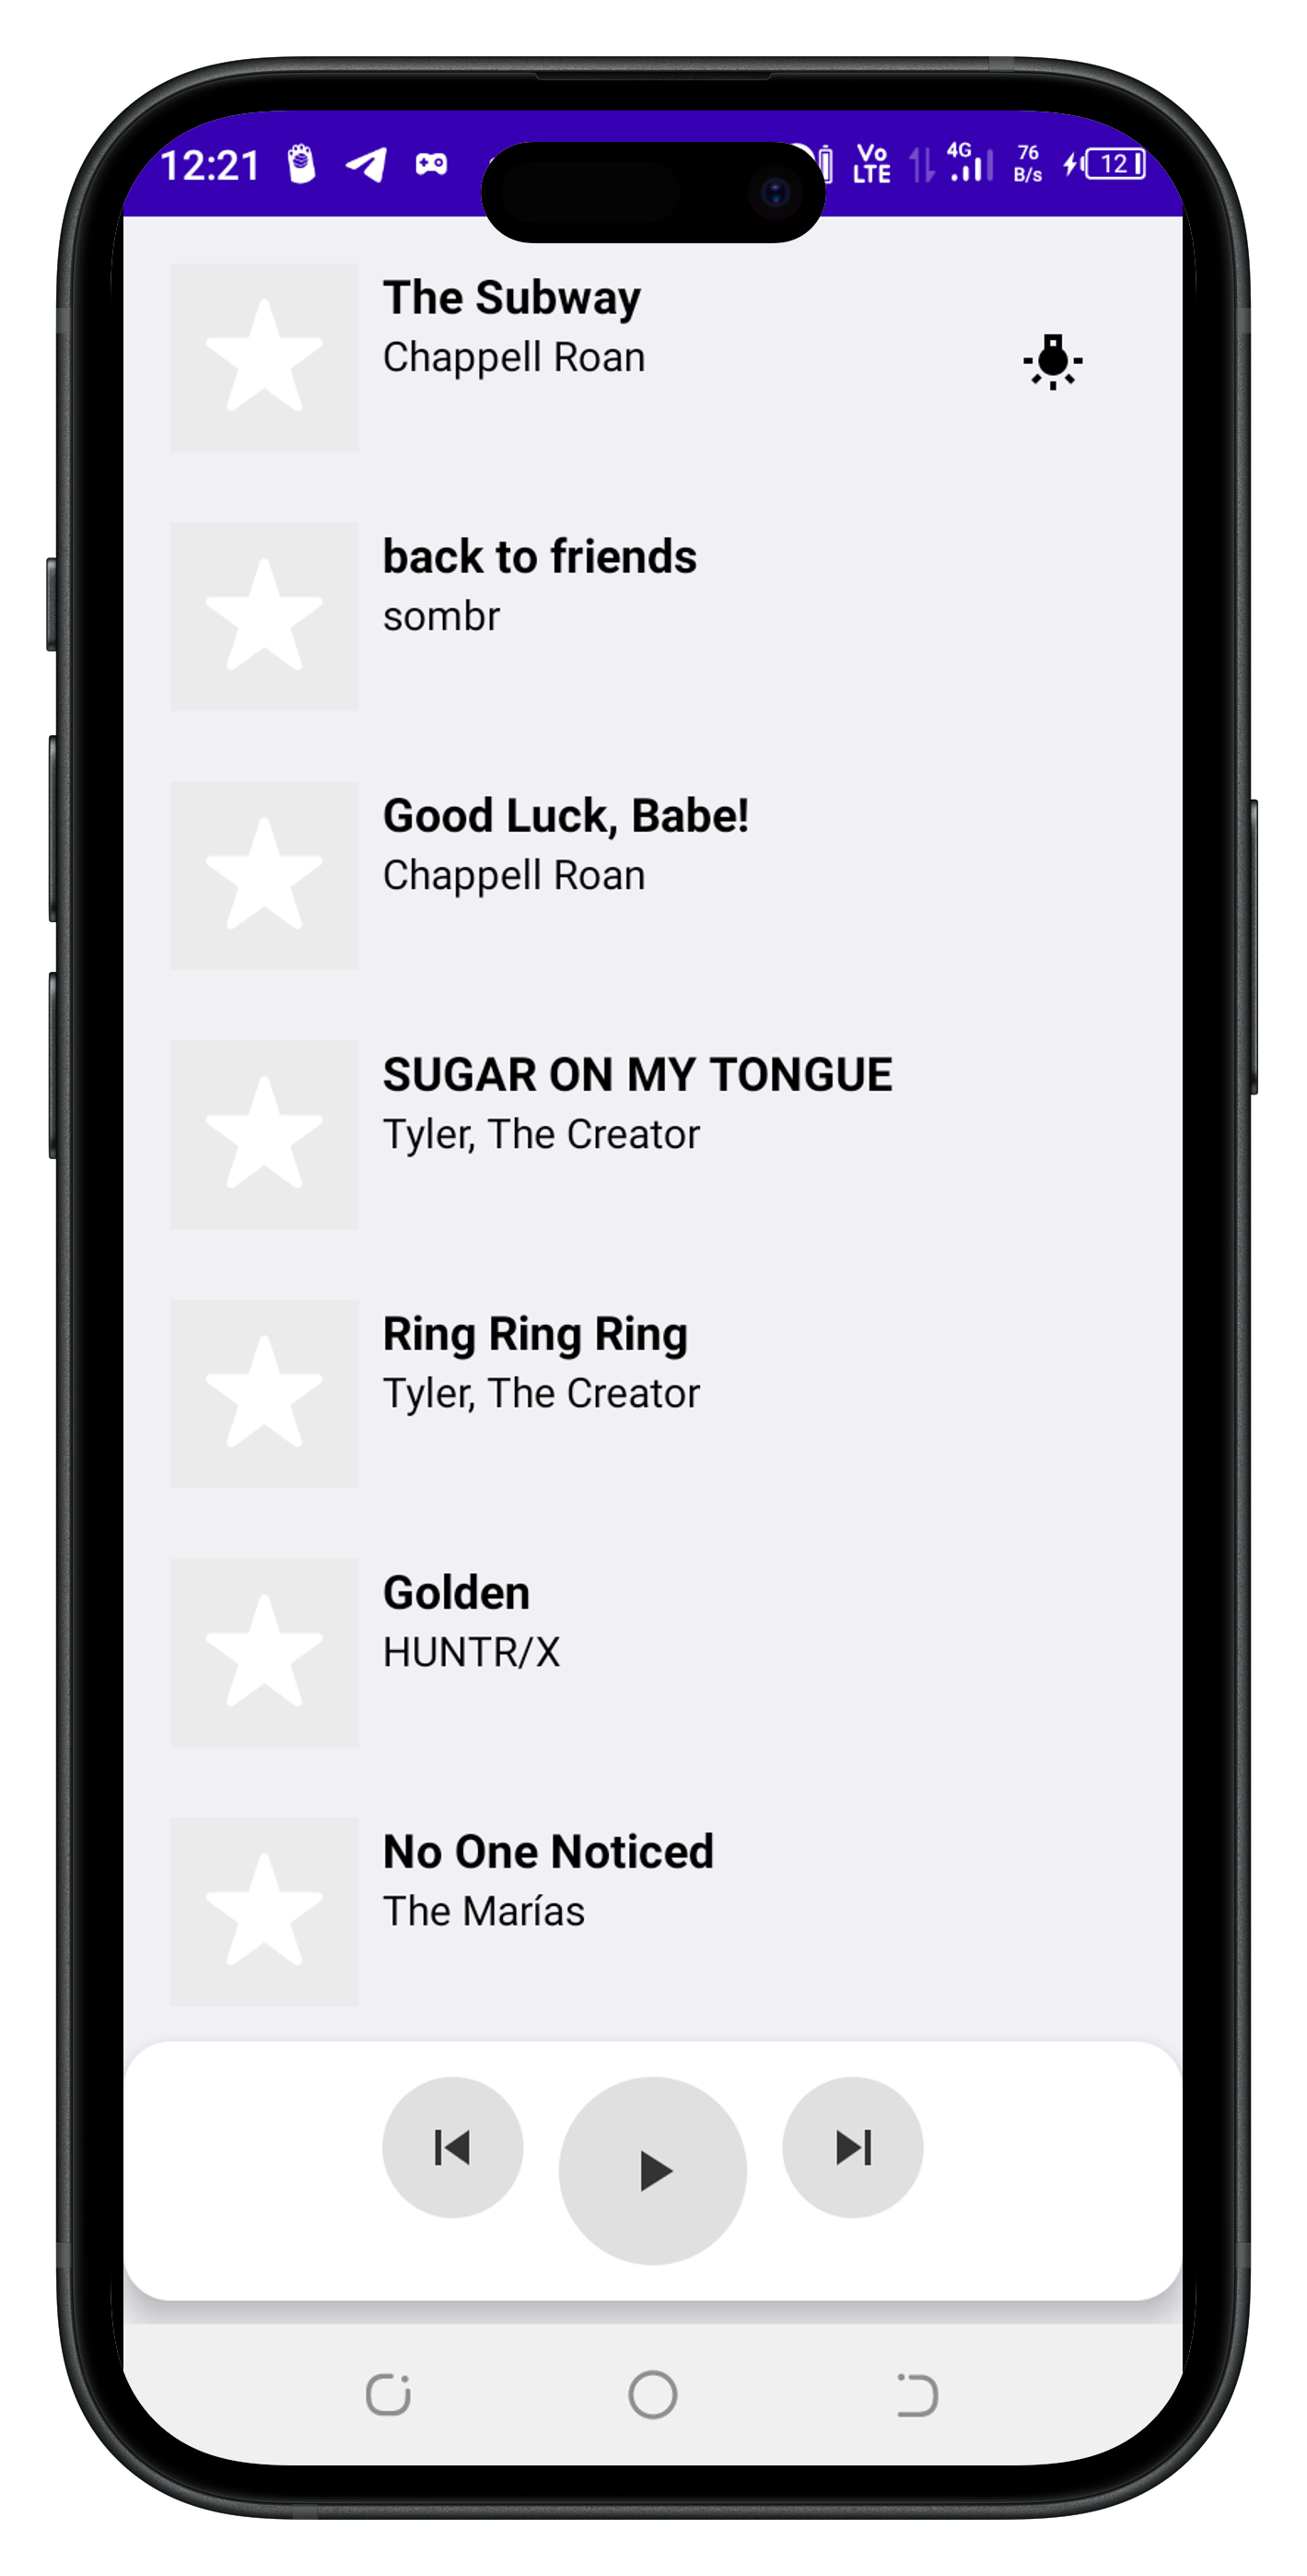 12:21
Vo
LTE
4G
76
B/s
12
The Subway
Chappell Roan
back to friends
sombr
Good Luck, Babe!
Chappell Roan
SUGAR ON MY TONGUE
Tyler, The Creator
Ring Ring Ring
Tyler, The Creator
Golden
HUNTR/X
No One Noticed
The Marías